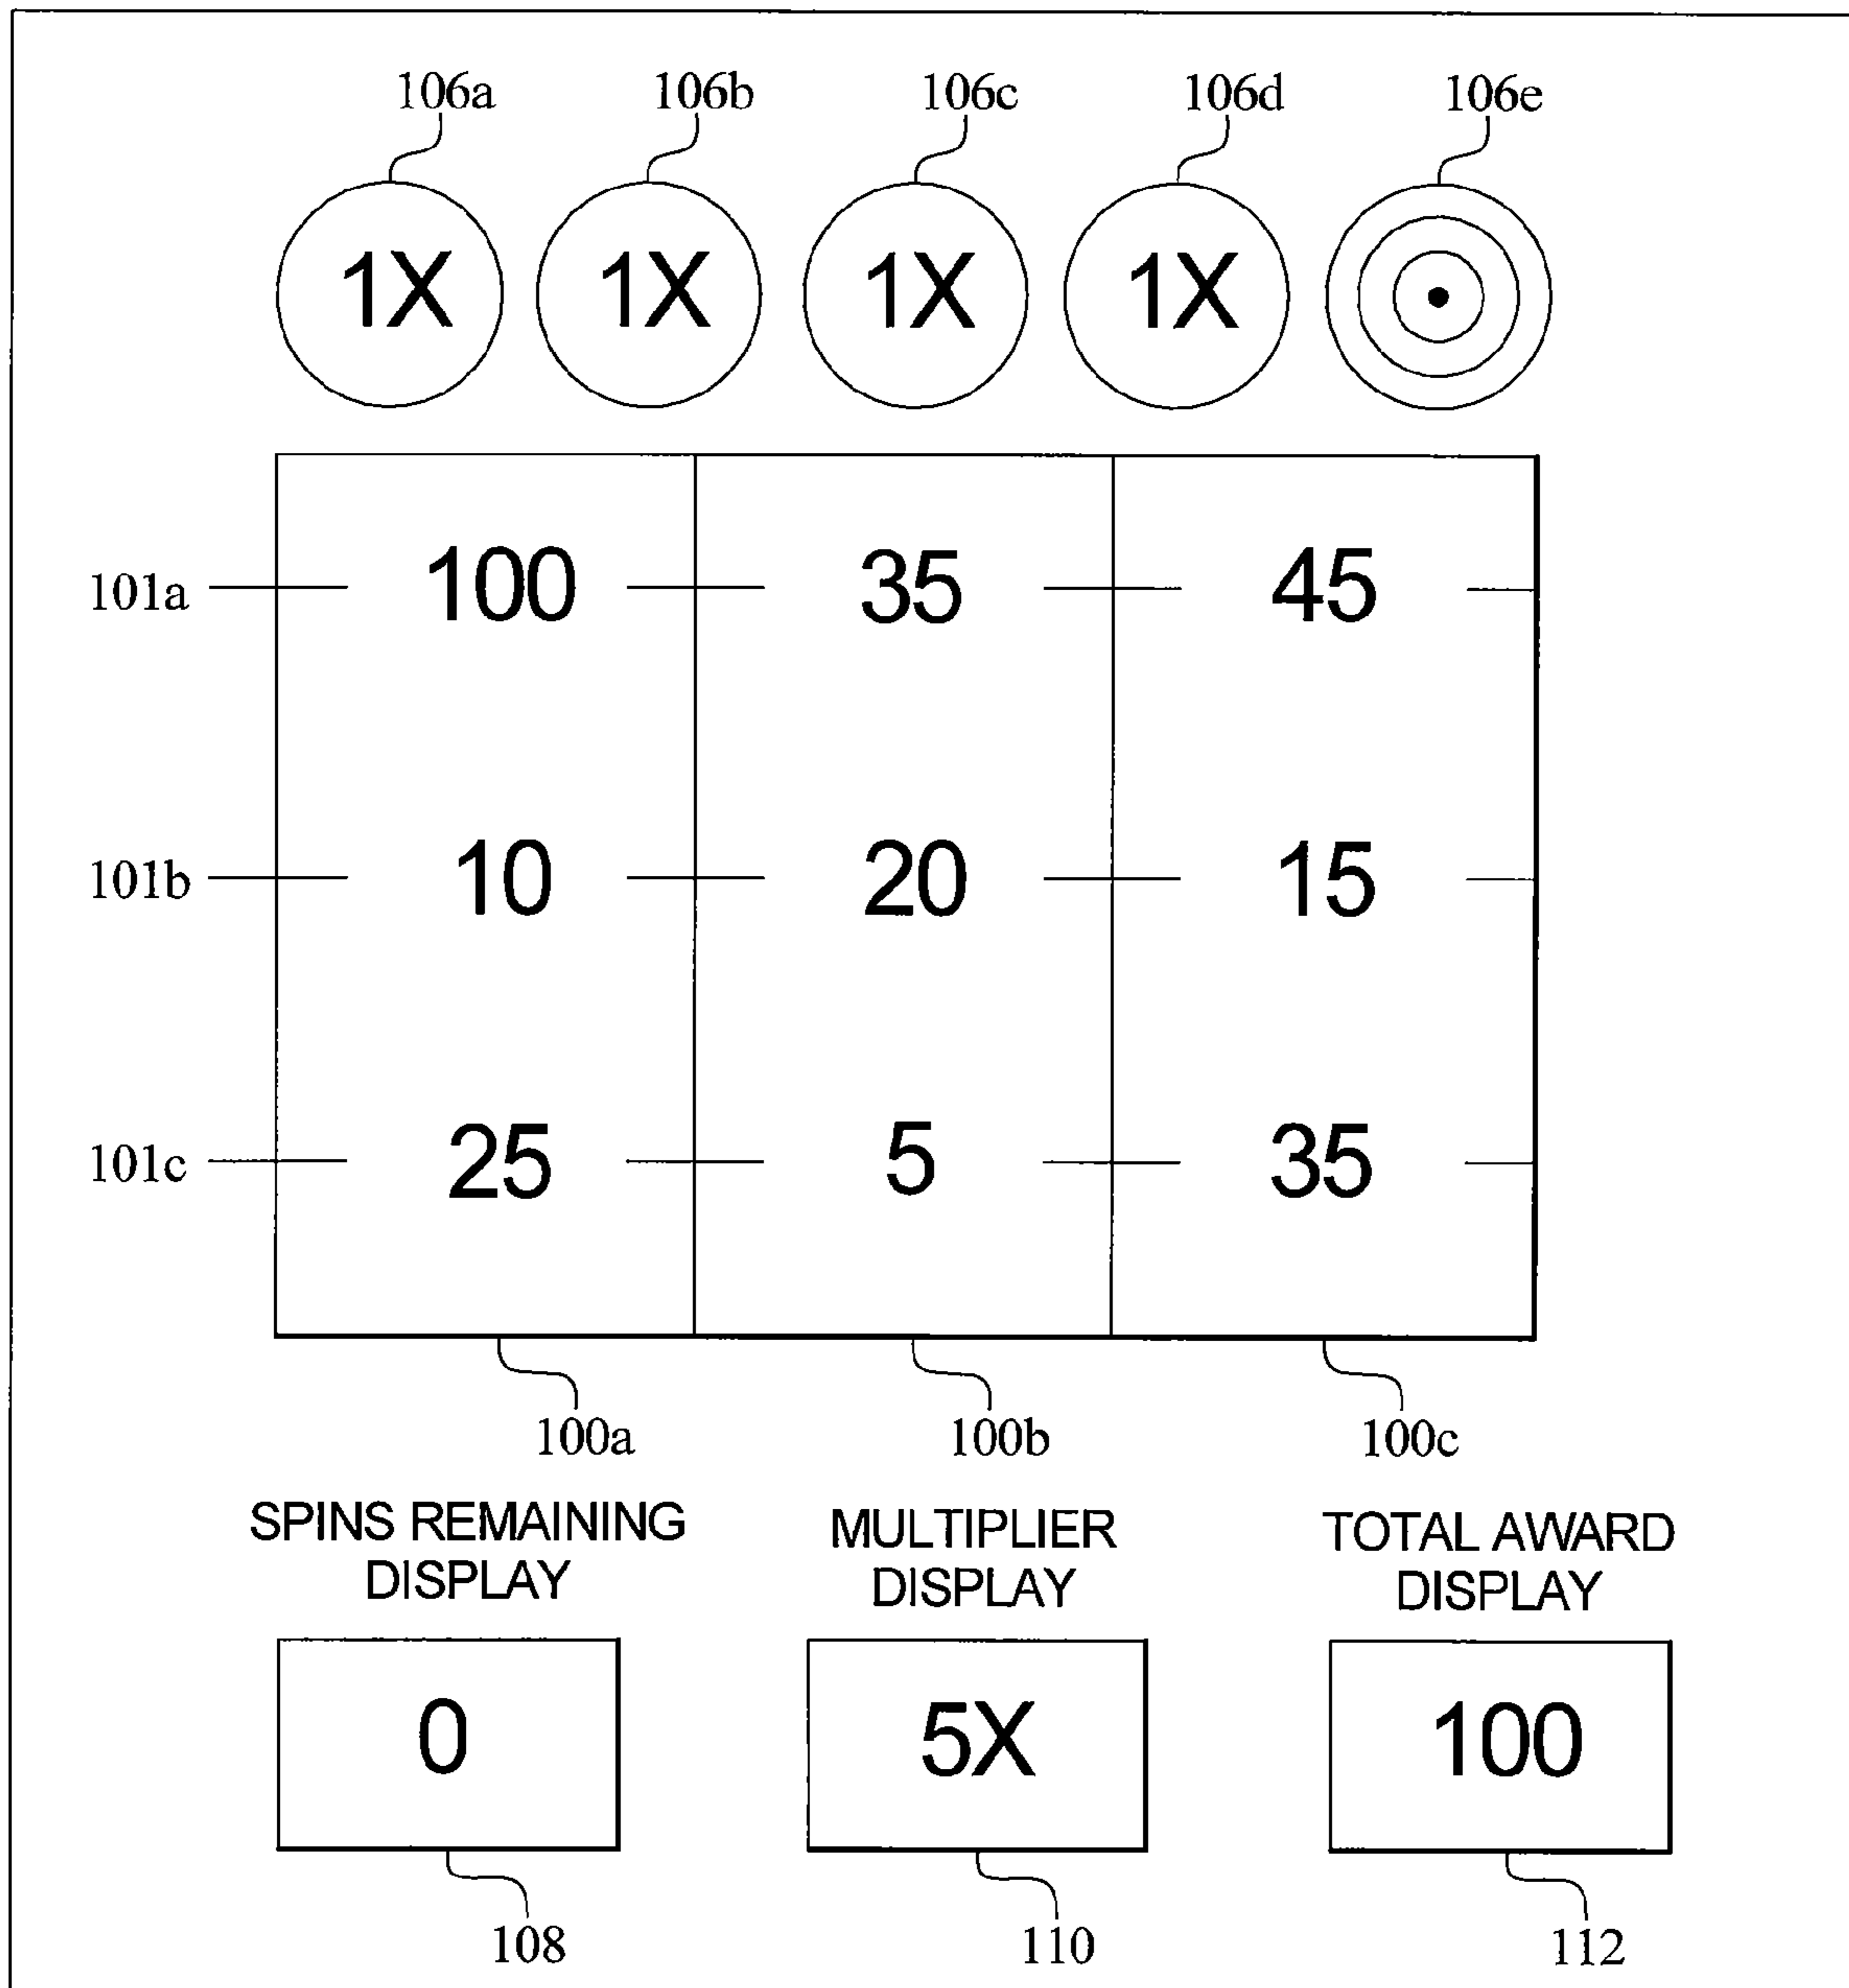 106a 106b 106c 106d 106e
1X 1X 1X 1X
101a 100 35 45
101b 10 20 15
101c 25 5 35
100a 100b 100c
SPINS REMAINING MULTIPLIER TOTAL AWARD
DISPLAY DISPLAY DISPLAY
0 5X 100
108 110 112